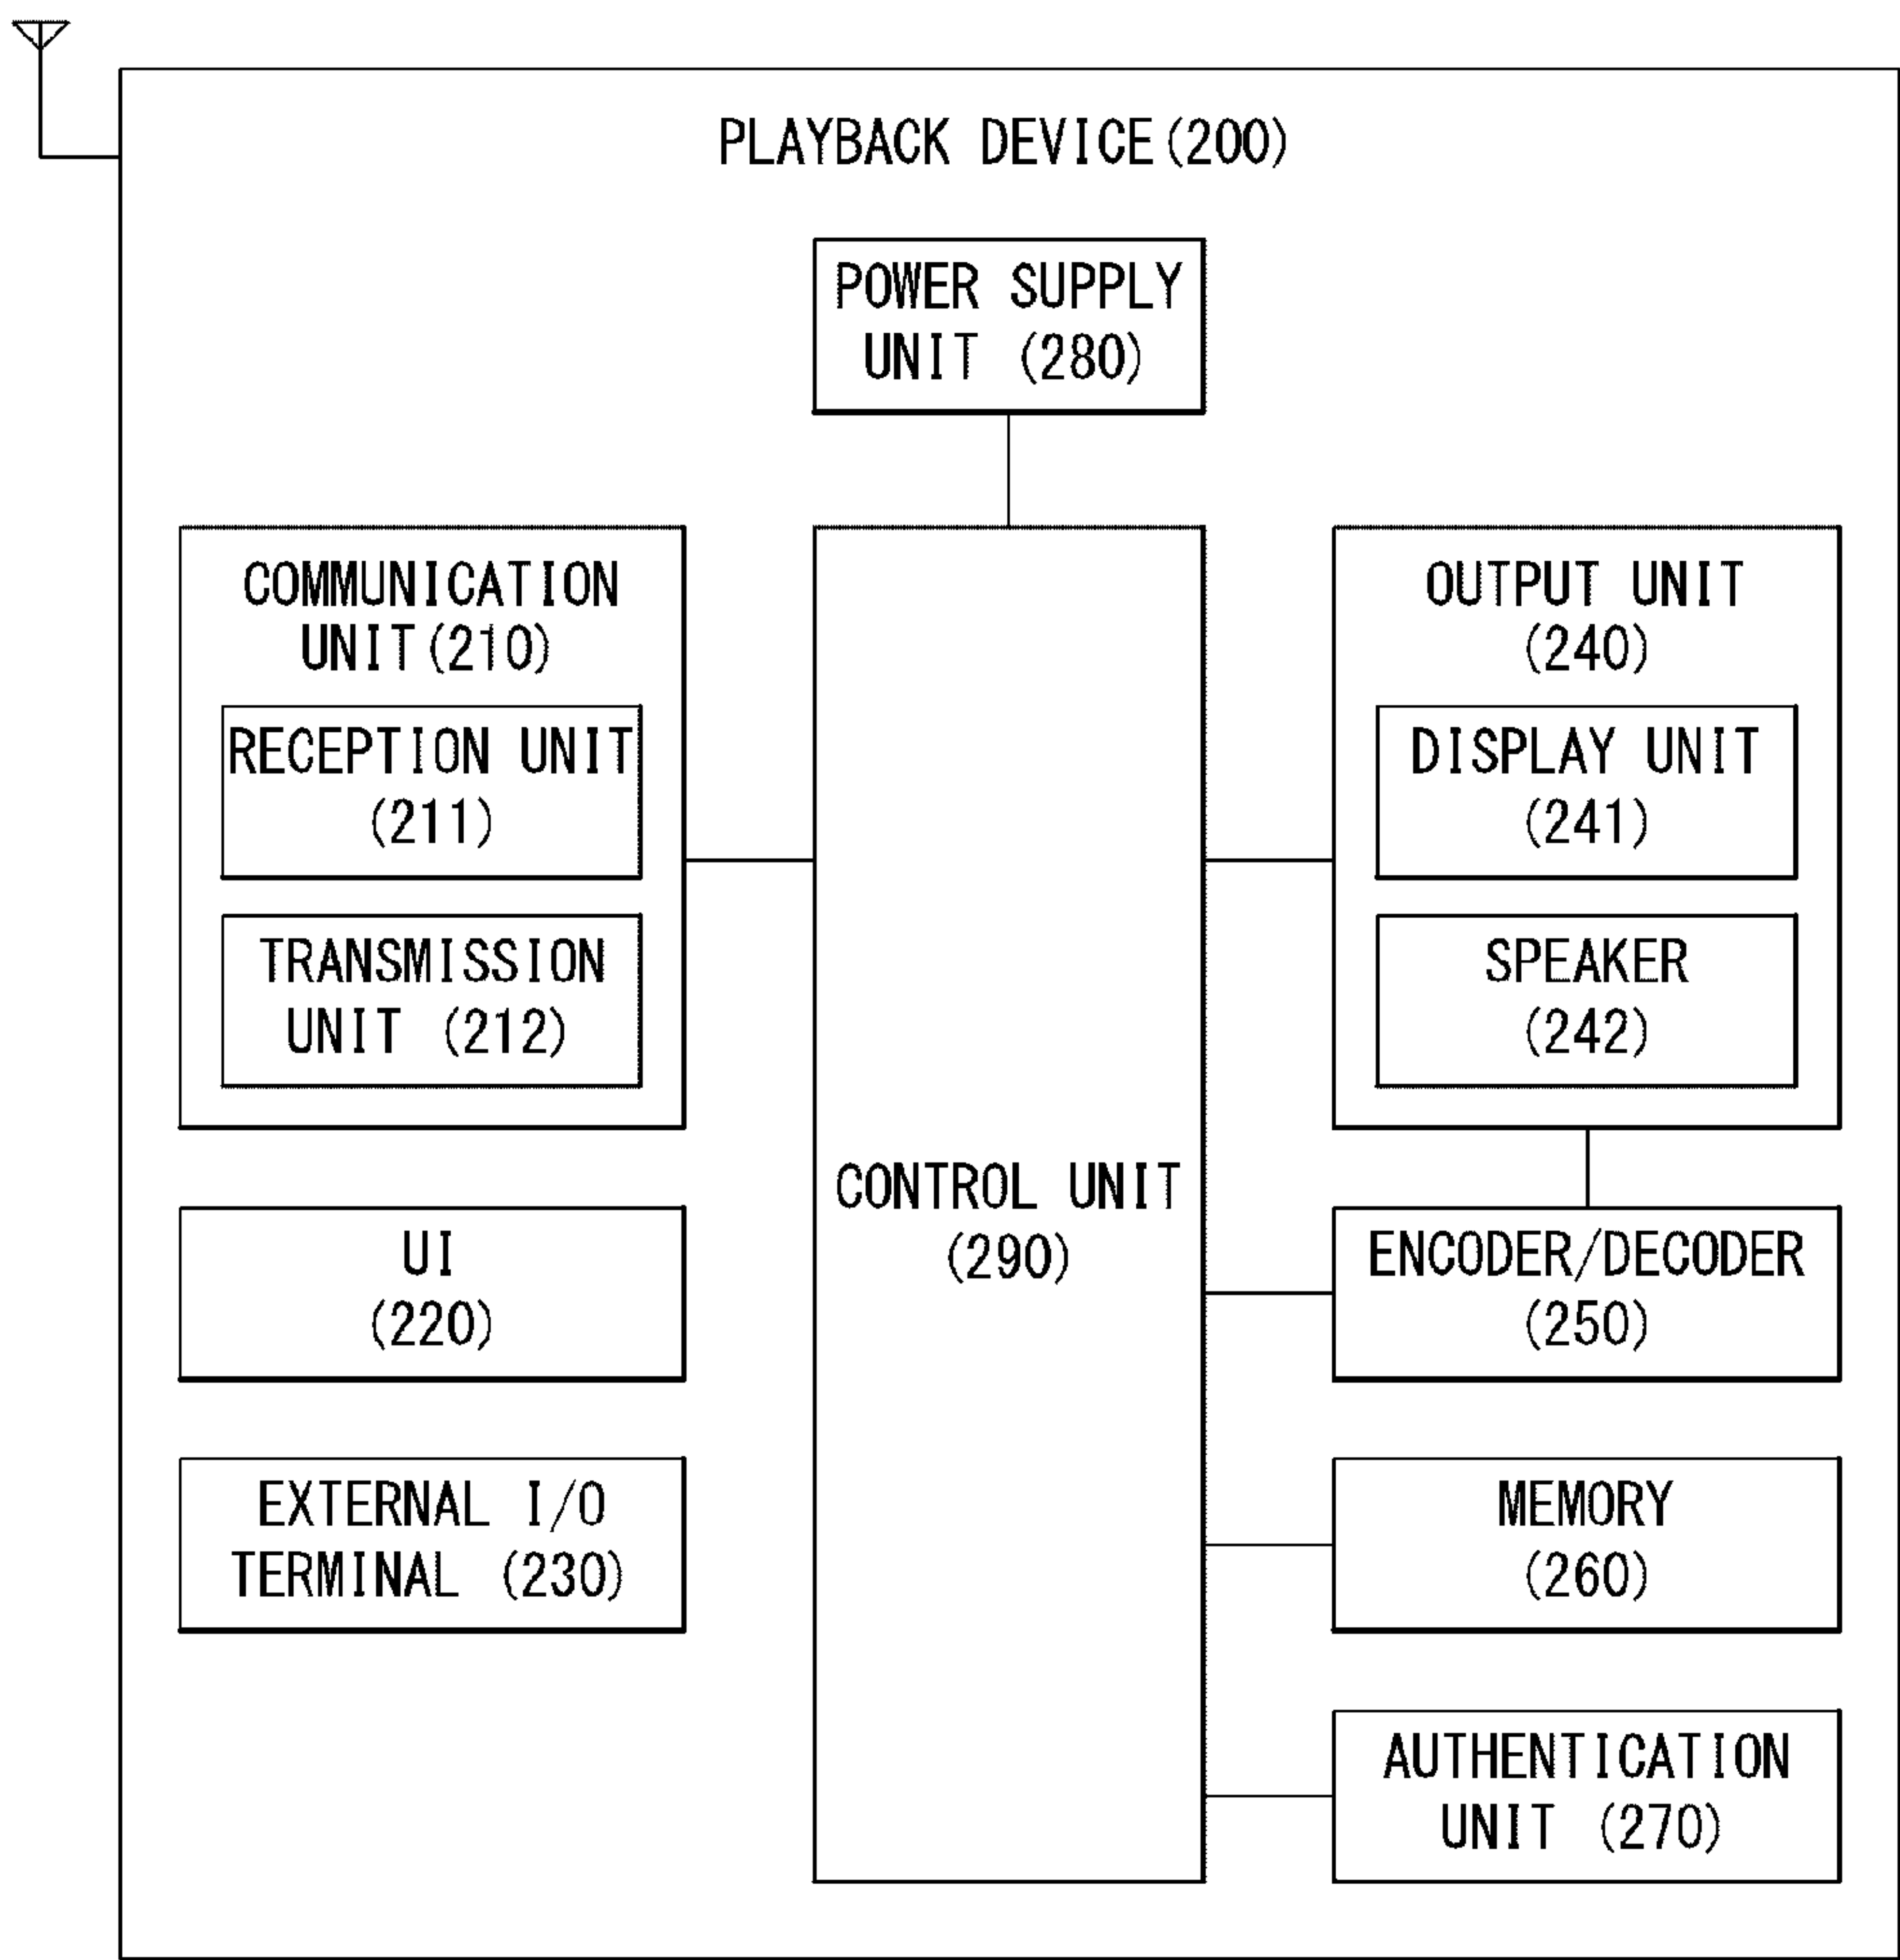 PLAYBACK DEVICE(200)
POWER SUPPLY
UNIT (280)
COMMUNICATION
UNIT(210)
RECEPTION UNIT
(211)
TRANSMISSION
UNIT (212)
UI
(220)
EXTERNAL I/O
TERMINAL (230)
CONTROL UNIT
(290)
OUTPUT UNIT
(240)
DISPLAY UNIT
(241)
SPEAKER
(242)
ENCODER/DECODER
(250)
MEMORY
(260)
AUTHENTICATION
UNIT (270)